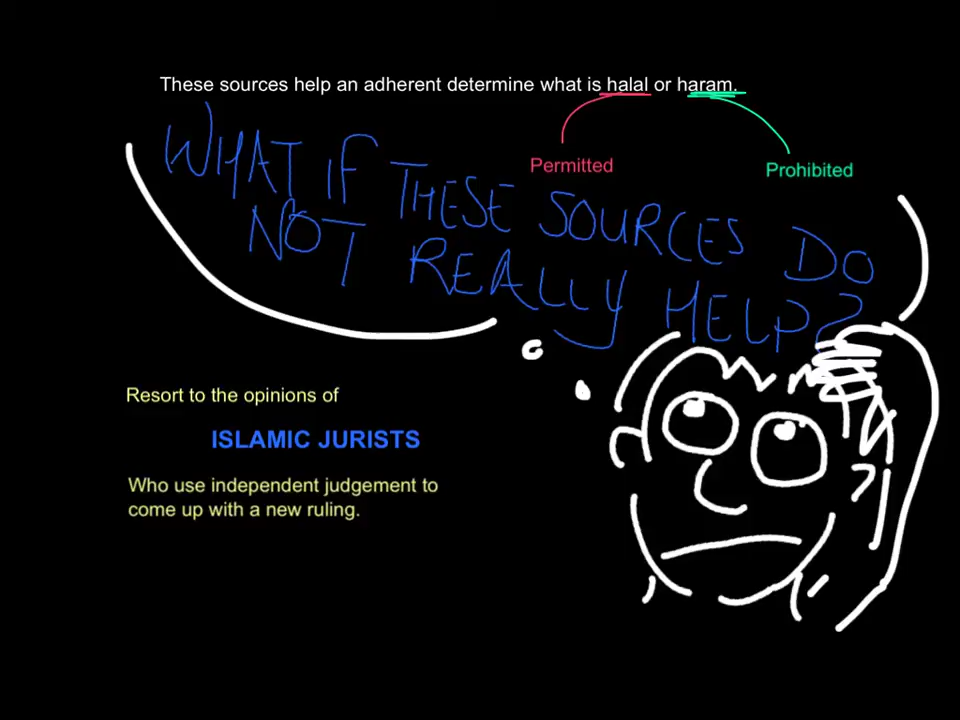 These sources help an adherent determine what is halal or haram.
Permitted
Prohibited
WHAT IF THESE SOURCES DO
NOT REALLY HELP?
Resort to the opinions of
ISLAMIC JURISTS
Who use independent judgement to
come up with a new ruling.